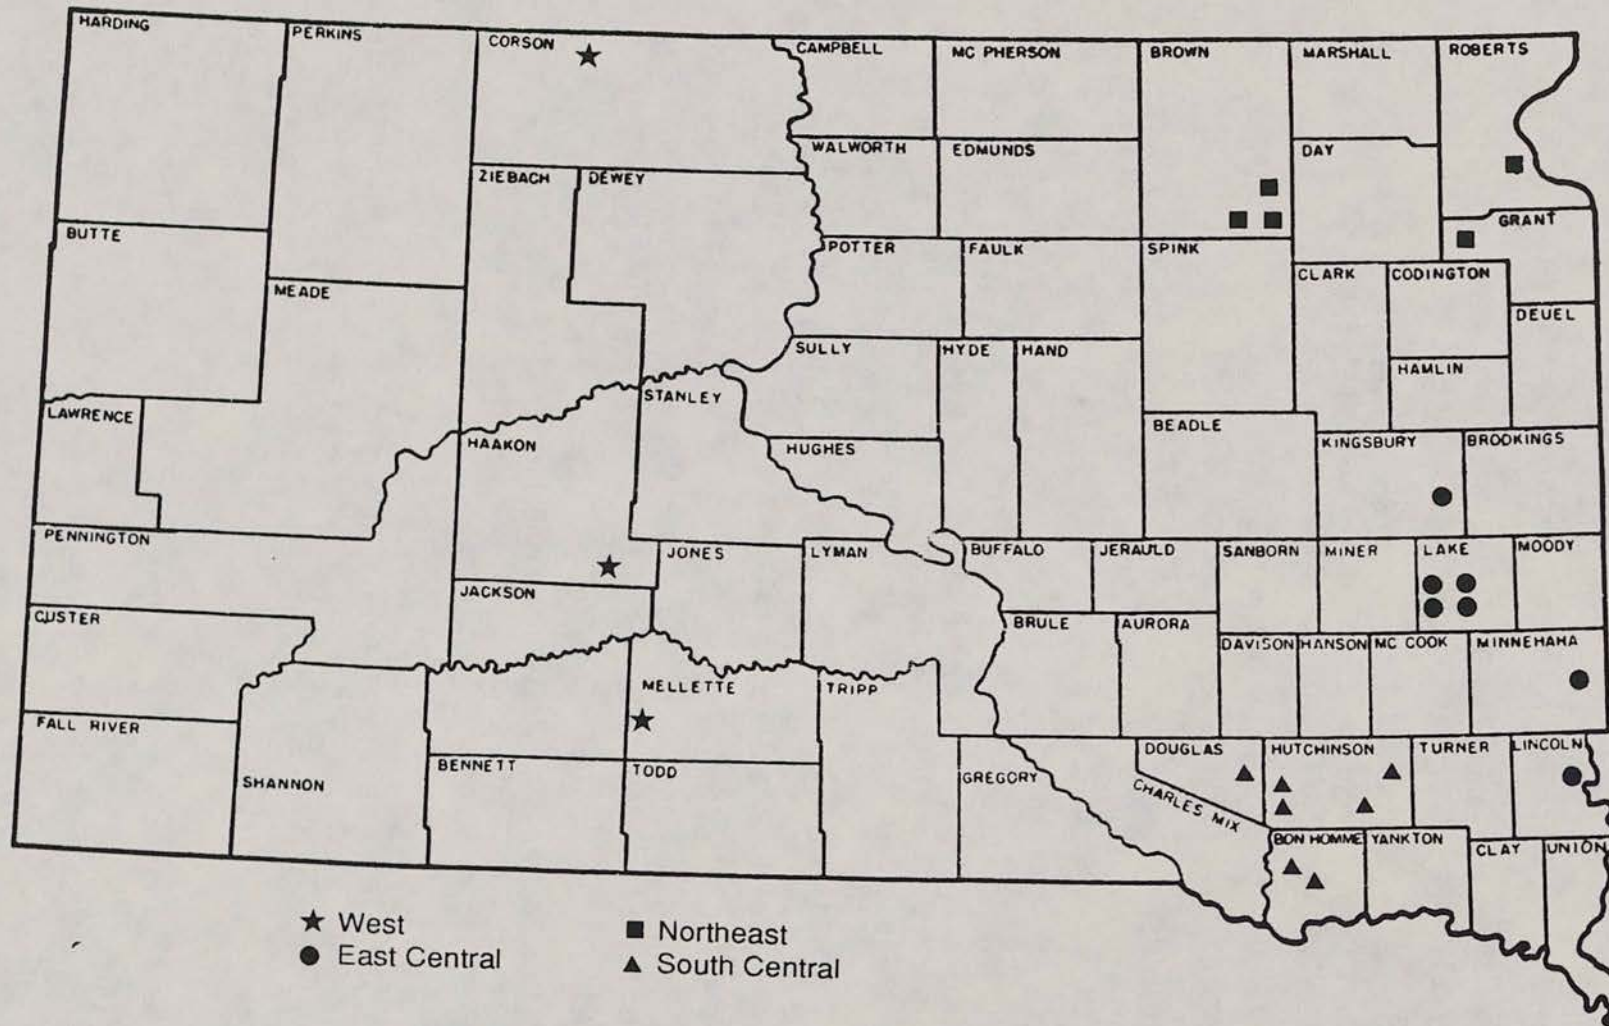 HARDING
PERKINS
CORSON
CAMPBELL
MC PHERSON
BROWN
MARSHALL
ROBERTS
WALWORTH
EDMUNDS
DAY
ZIEBACH
DEWEY
GRANT
BUTTE
POTTER
FAULK
SPINK
CLARK
CODINGTON
MEADE
DEUEL
SULLY
HYDE
HAND
HAMLIN
LAWRENCE
STANLEY
BEADLE
HAAKON
HUGHES
KINGSBURY
BROOKINGS
PENNINGTON
JONES
LYMAN
BUFFALO
JERAULD
SANBORN
MINER
LAKE
MOODY
JACKSON
CUSTER
BRULE
AURORA
DAVISON
HANSON
MC COOK
MINNEHAHA
MELLETTE
TRIPP
FALL RIVER
DOUGLAS
HUTCHINSON
TURNER
LINCOLN
BENNETT
TODD
GREGORY
SHANNON
CHARLES MIX
BON HOMME
YANKTON
CLAY
UNION
West
Northeast
East Central
South Central